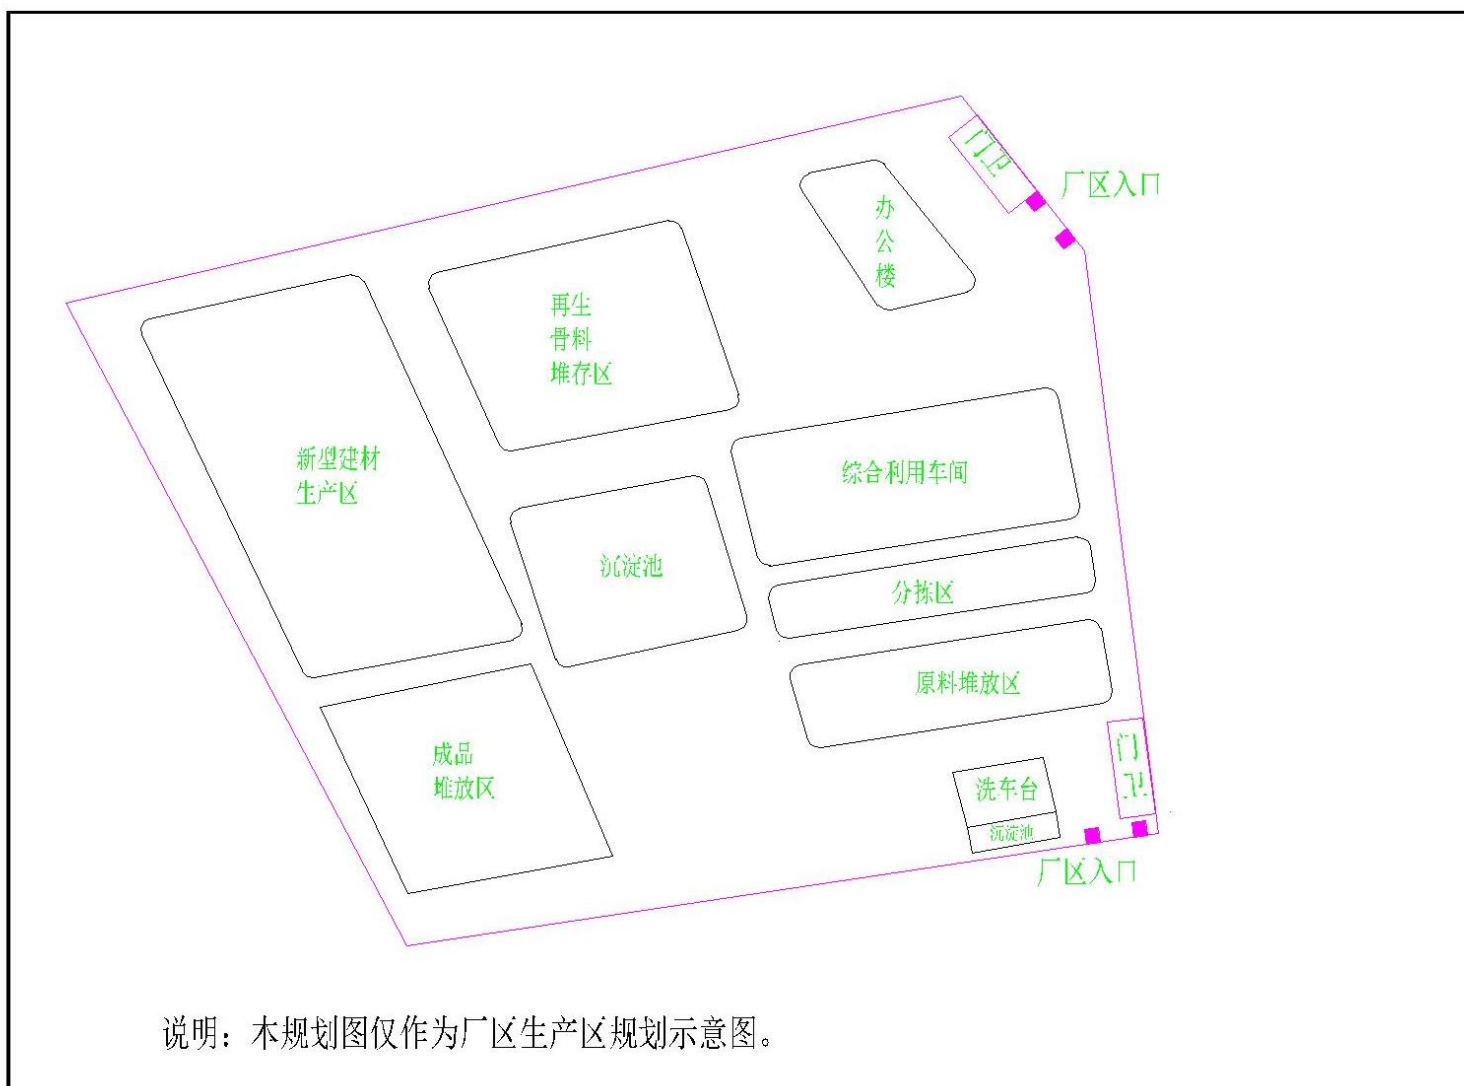 门卫
厂区入口
办
公
楼
再生
骨料
堆存区
新型建材
生产区
综合利用车间
沉淀池
分拣区
原料堆放区
成品
堆放区
门
卫
洗车台
沉淀池
厂区入口
说明：本规划图仅作为厂区生产区规划示意图。